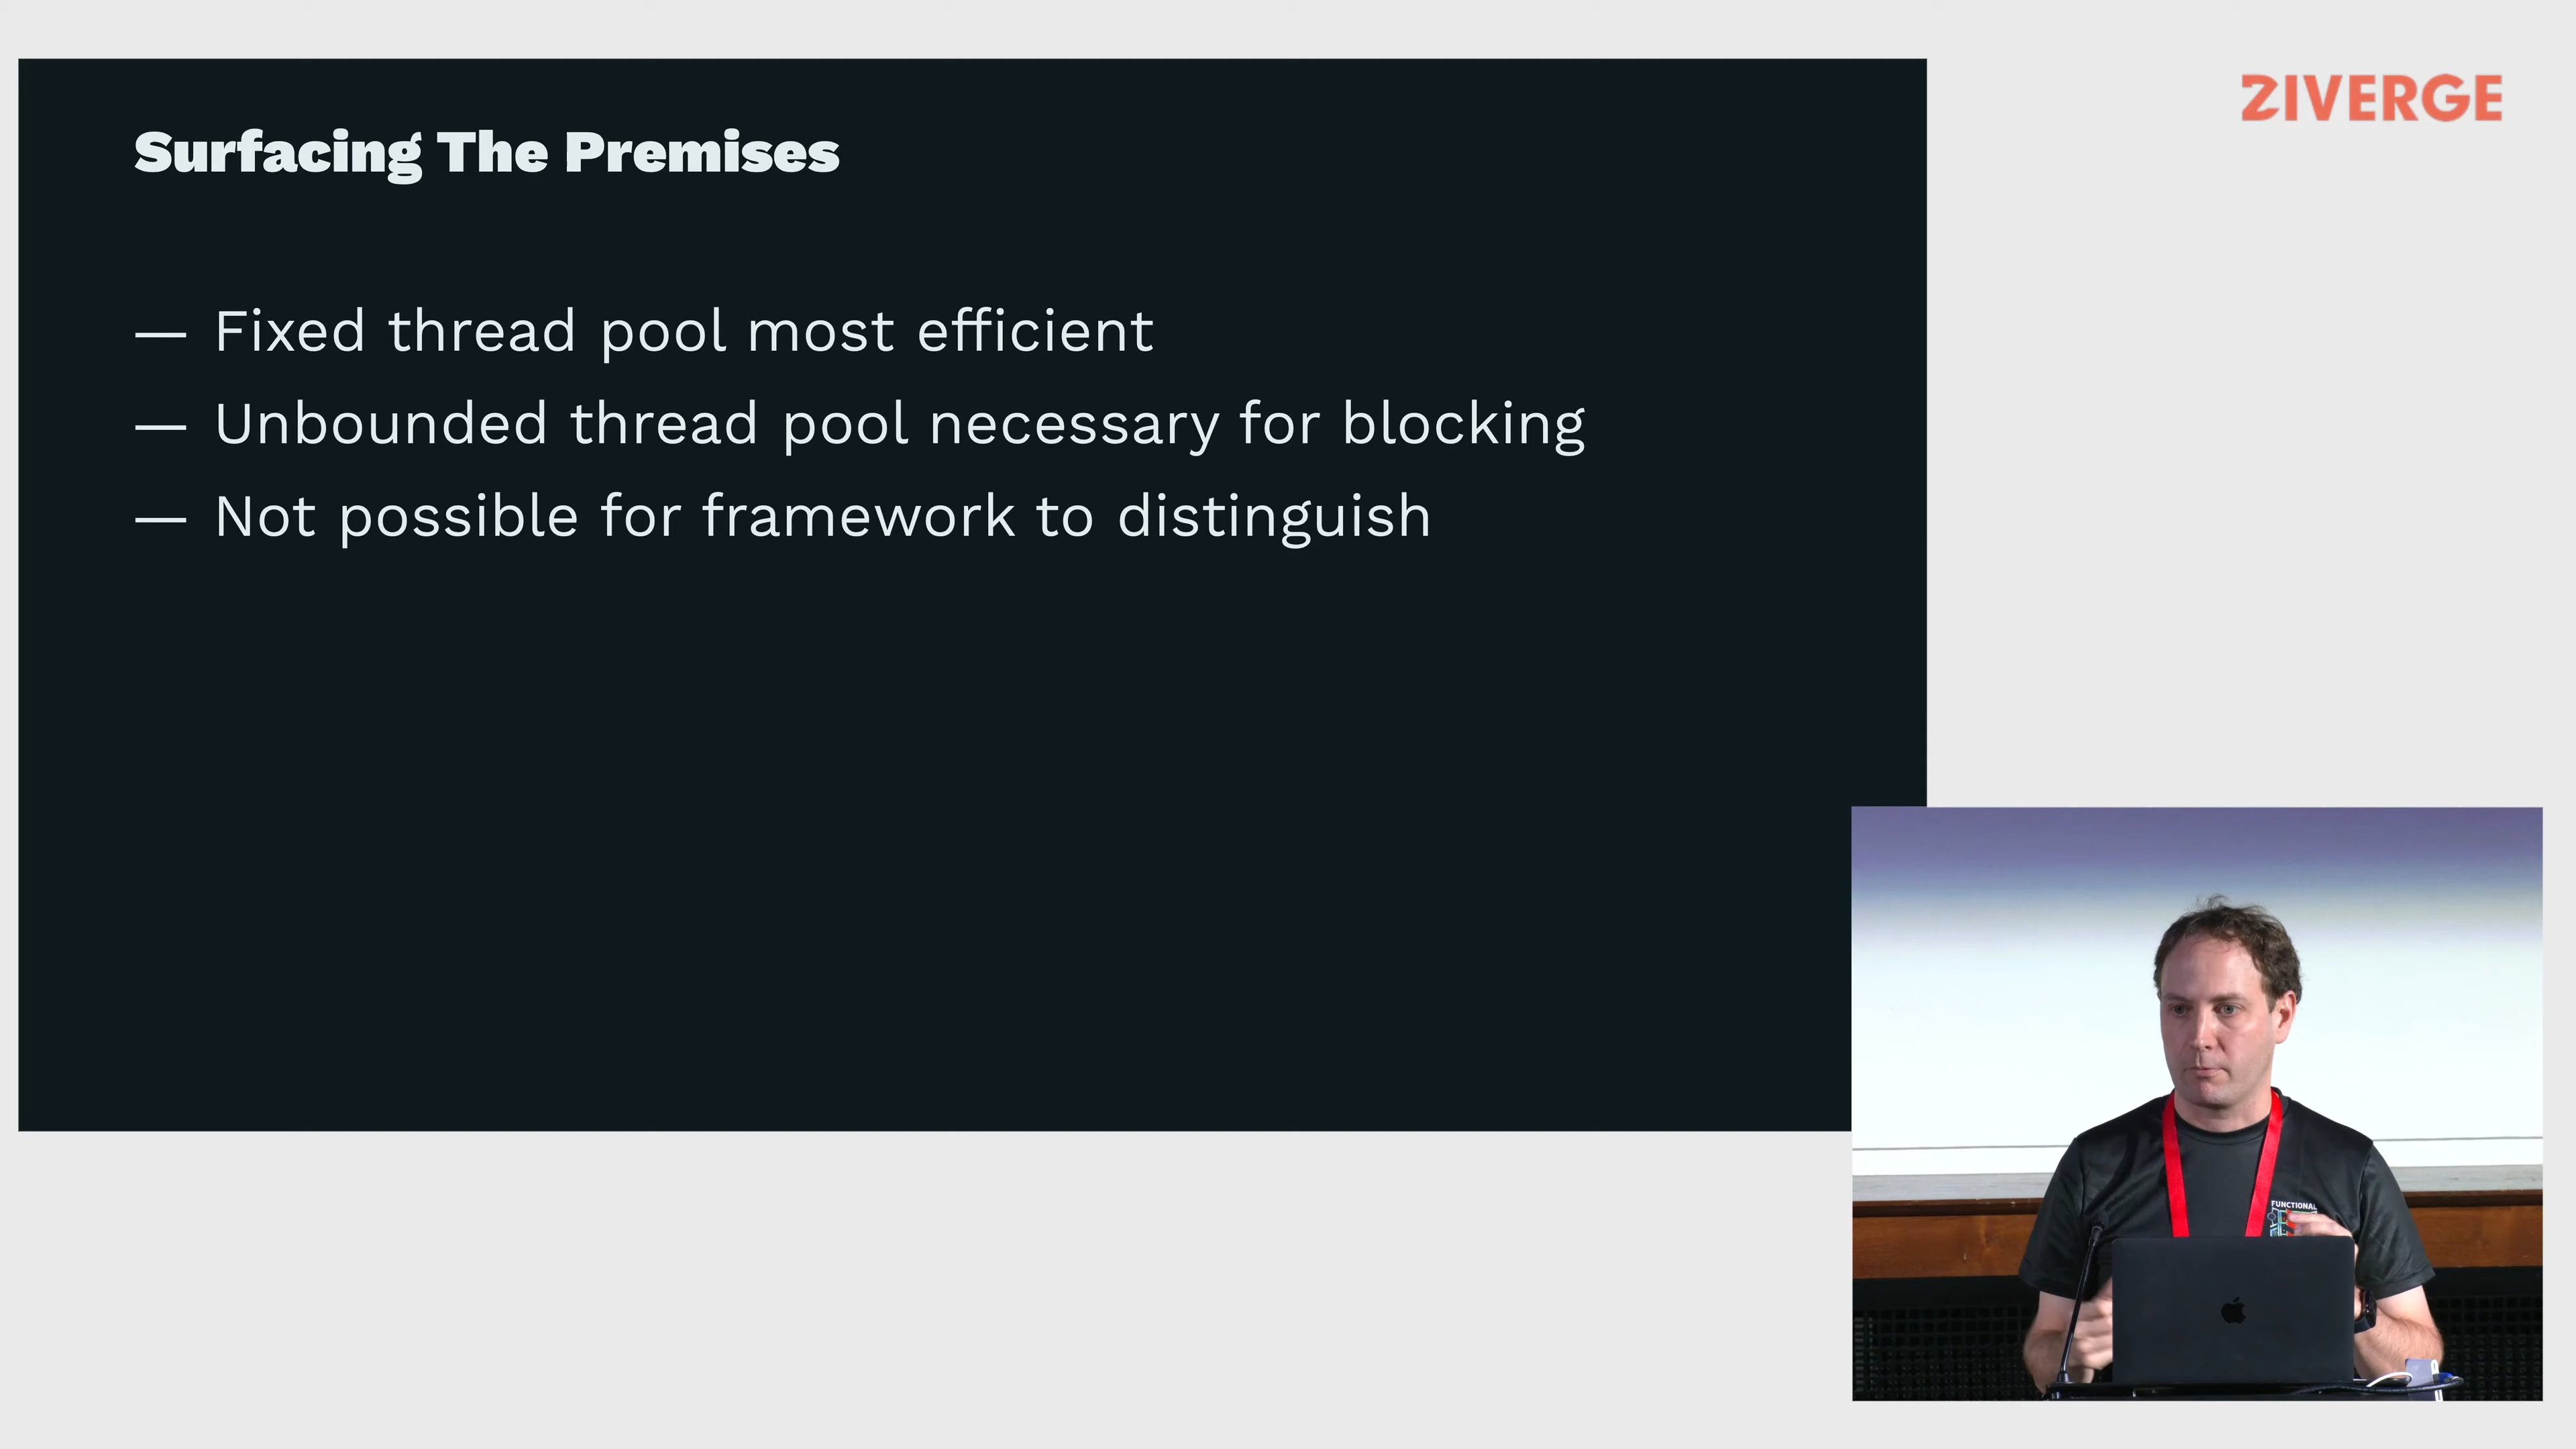 Surfacing The Premises
— Fixed thread pool most efficient
— Unbounded thread pool necessary for blocking
— Not possible for framework to distinguish
ZIVERGE
FUNCTIONAL